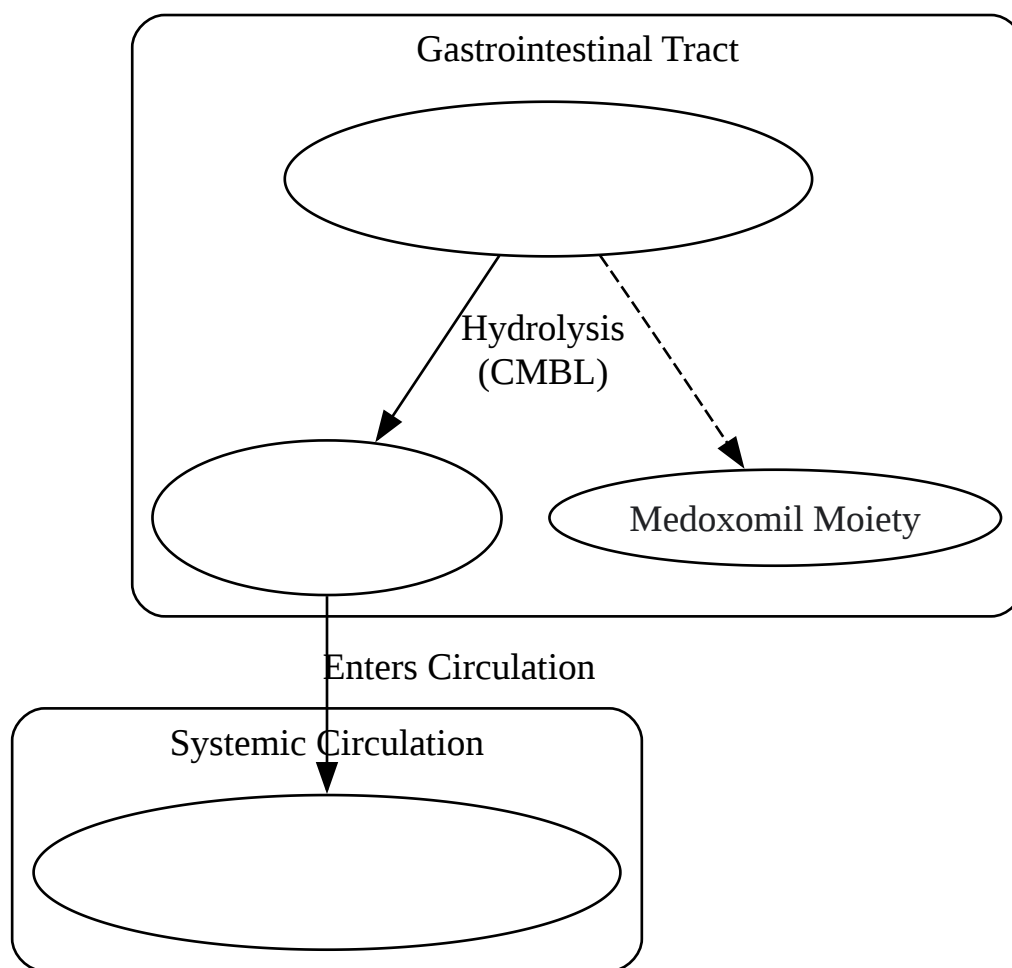 Gastrointestinal Tract
Hydrolysis
(CMBL)
Medoxomil Moiety
Enters Circulation
Systemic Circulation